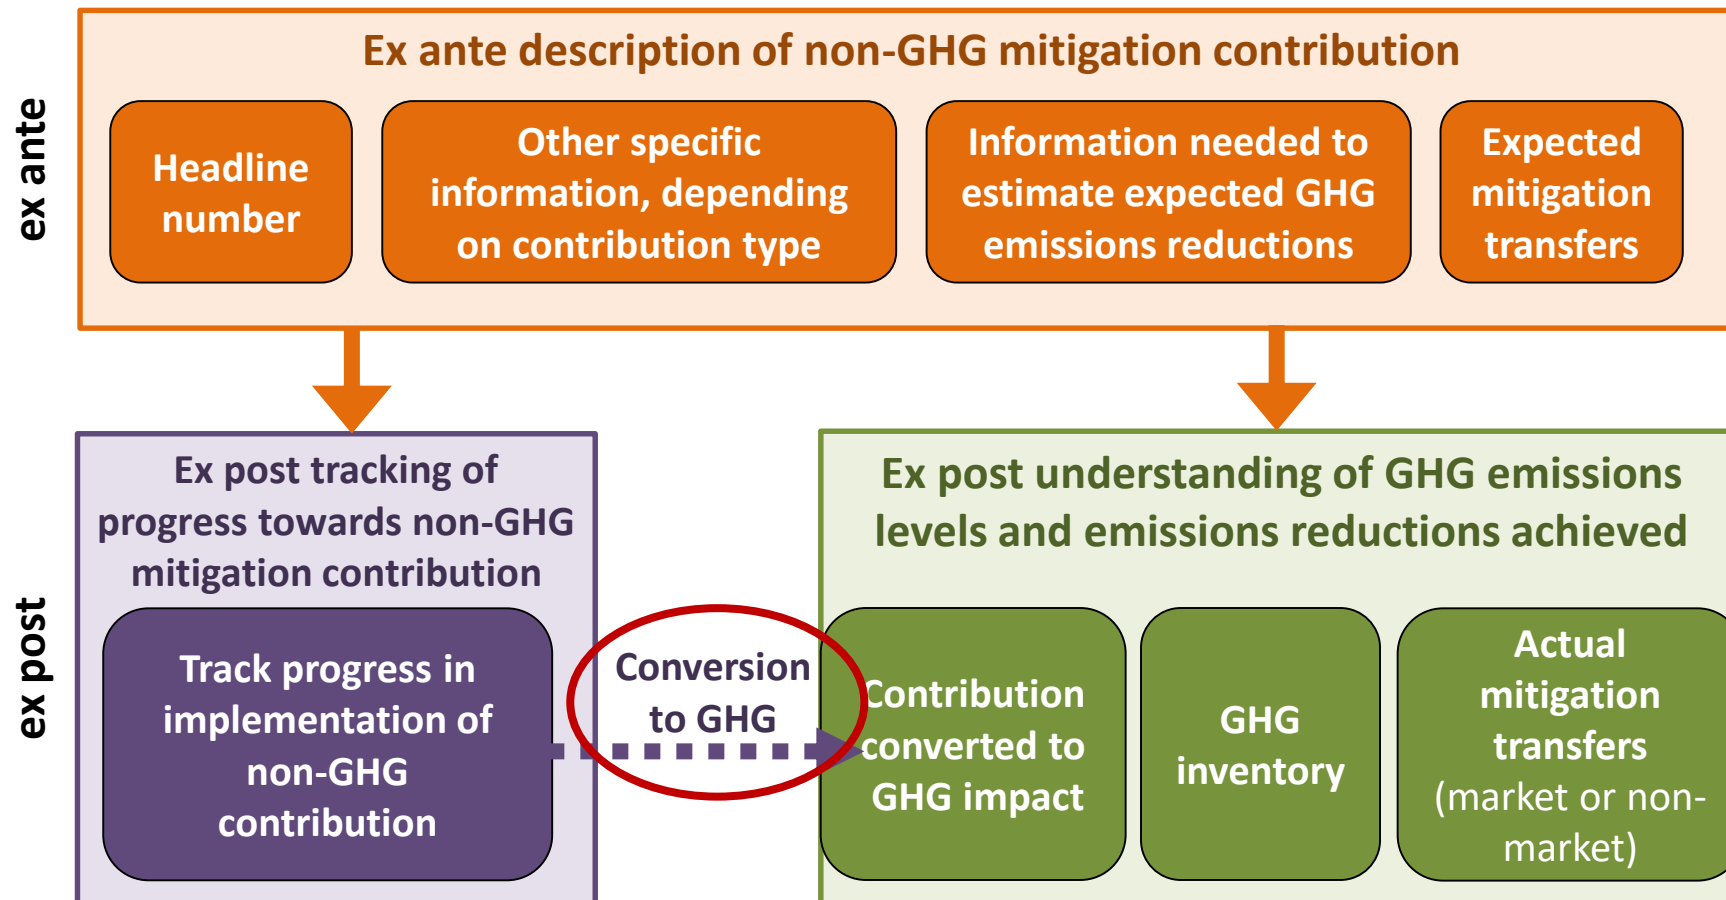 ex ante
Ex ante description of non-GHG mitigation contribution
Headline
number
Other specific
information, depending
on contribution type
Information needed to
estimate expected GHG
emissions reductions
Expected
mitigation
transfers
ex post
Ex post tracking of
progress towards non-GHG
mitigation contribution
Track progress in
implementation of
non-GHG
contribution
Conversion
to GHG
Ex post understanding of GHG emissions
levels and emissions reductions achieved
Contribution
converted to
GHG impact
GHG
inventory
Actual
mitigation
transfers
(market or non-
market)